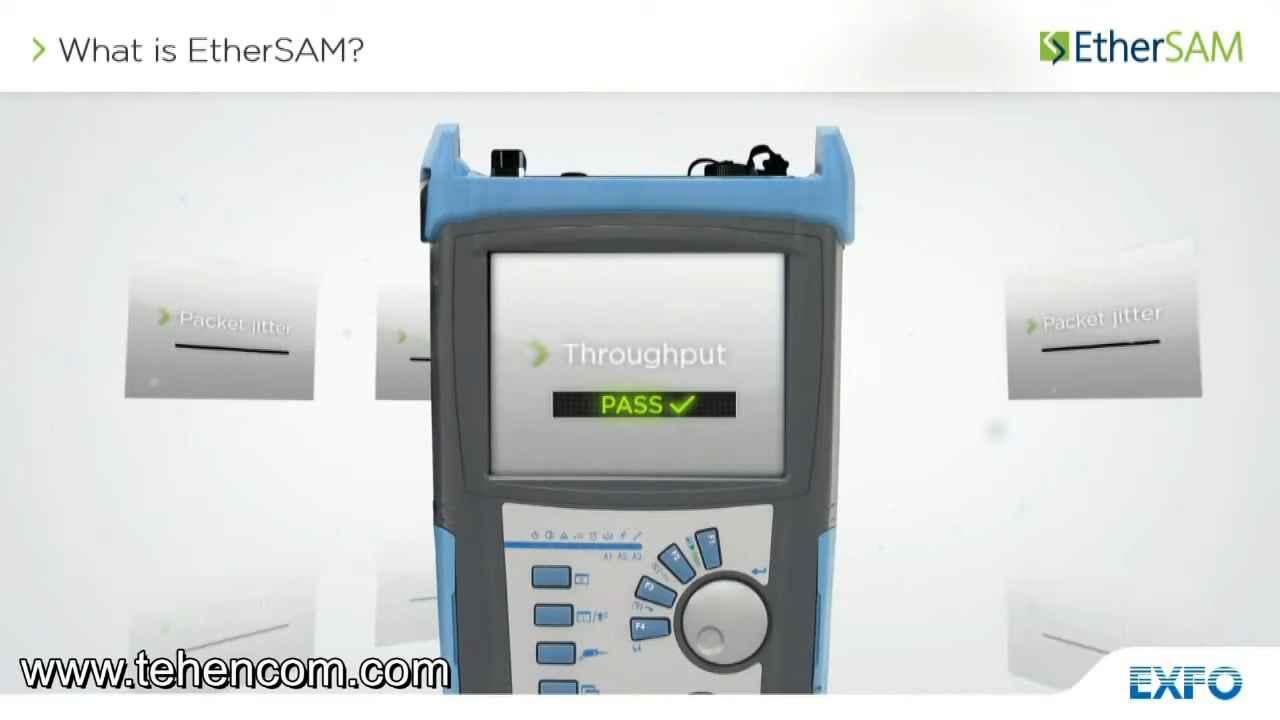 What is EtherSAM?
EtherSAM
Packet jitter
Packet jitter
Throughput
PASS
A1 A2 A3
F1
F2
F3
F4
www.tehencom.com
EXFO